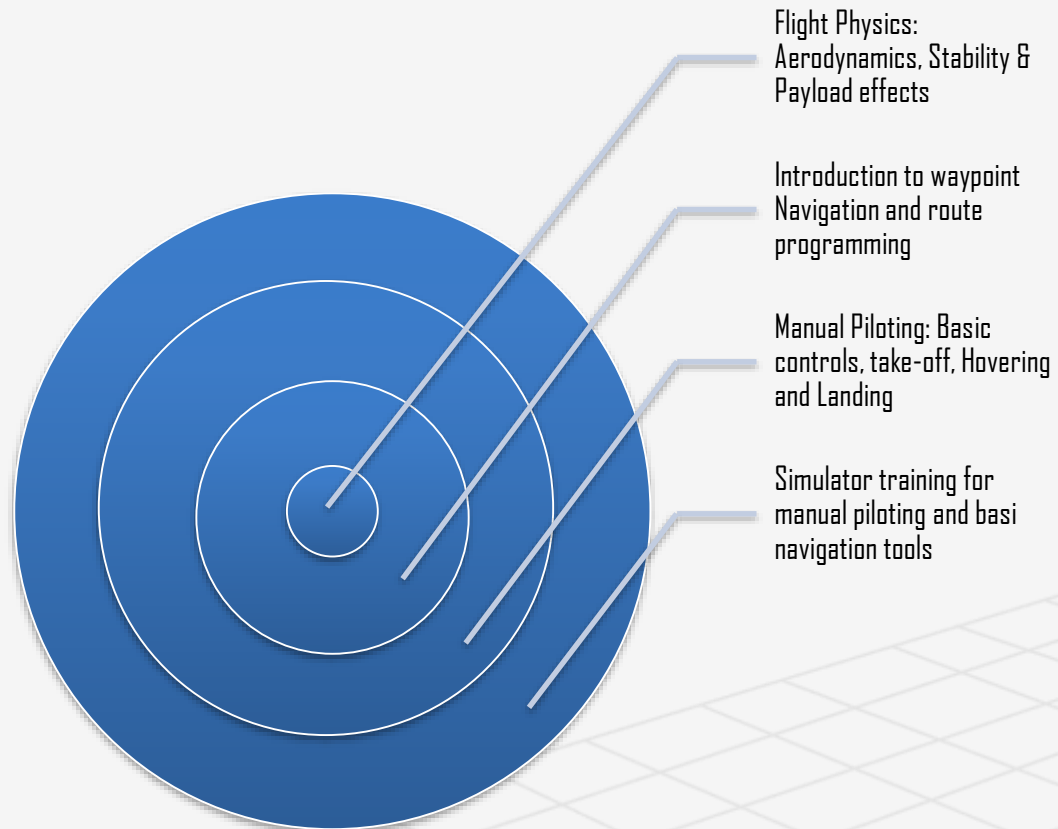 Flight Physics:
Aerodynamics, Stability &
Payload effects
Introduction to waypoint
Navigation and route
programming
Manual Piloting: Basic
controls, take-off, Hovering
and Landing
Simulator training for
manual piloting and basi
navigation tools